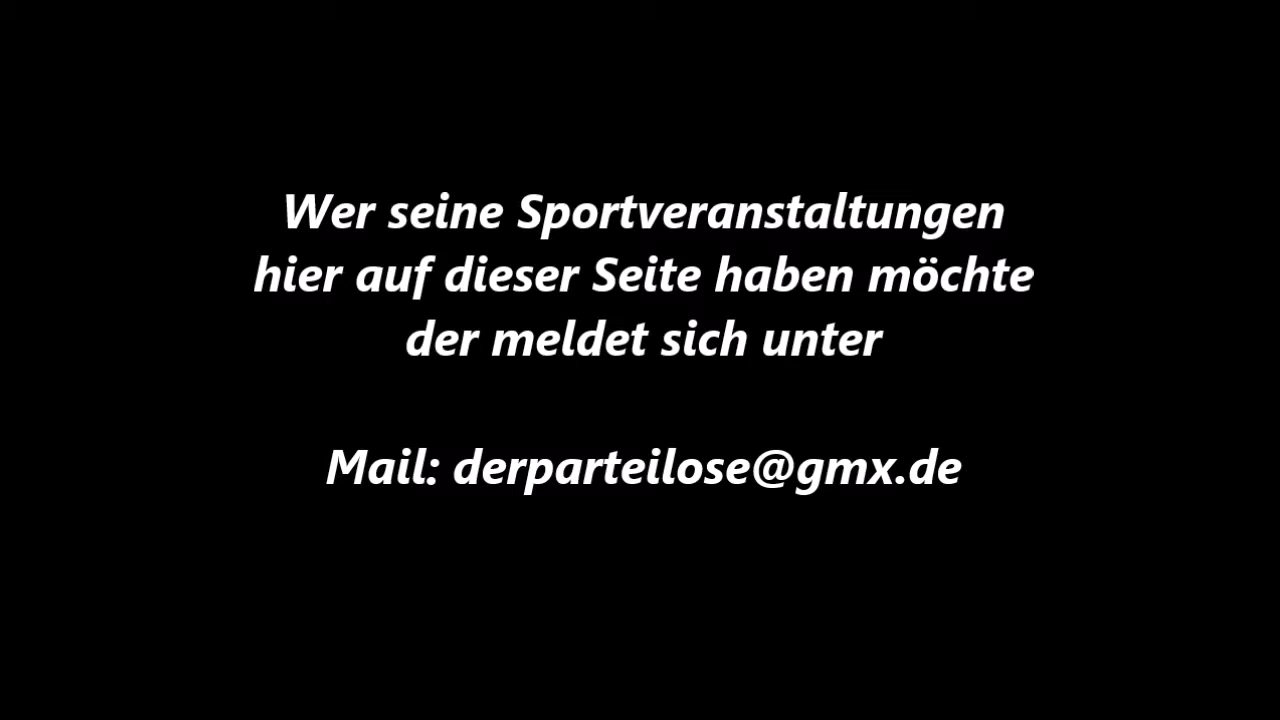 Wer seine Sportveranstaltungen
hier auf dieser Seite haben möchte
der meldet sich unter
Mail: derparteilose@gmx.de